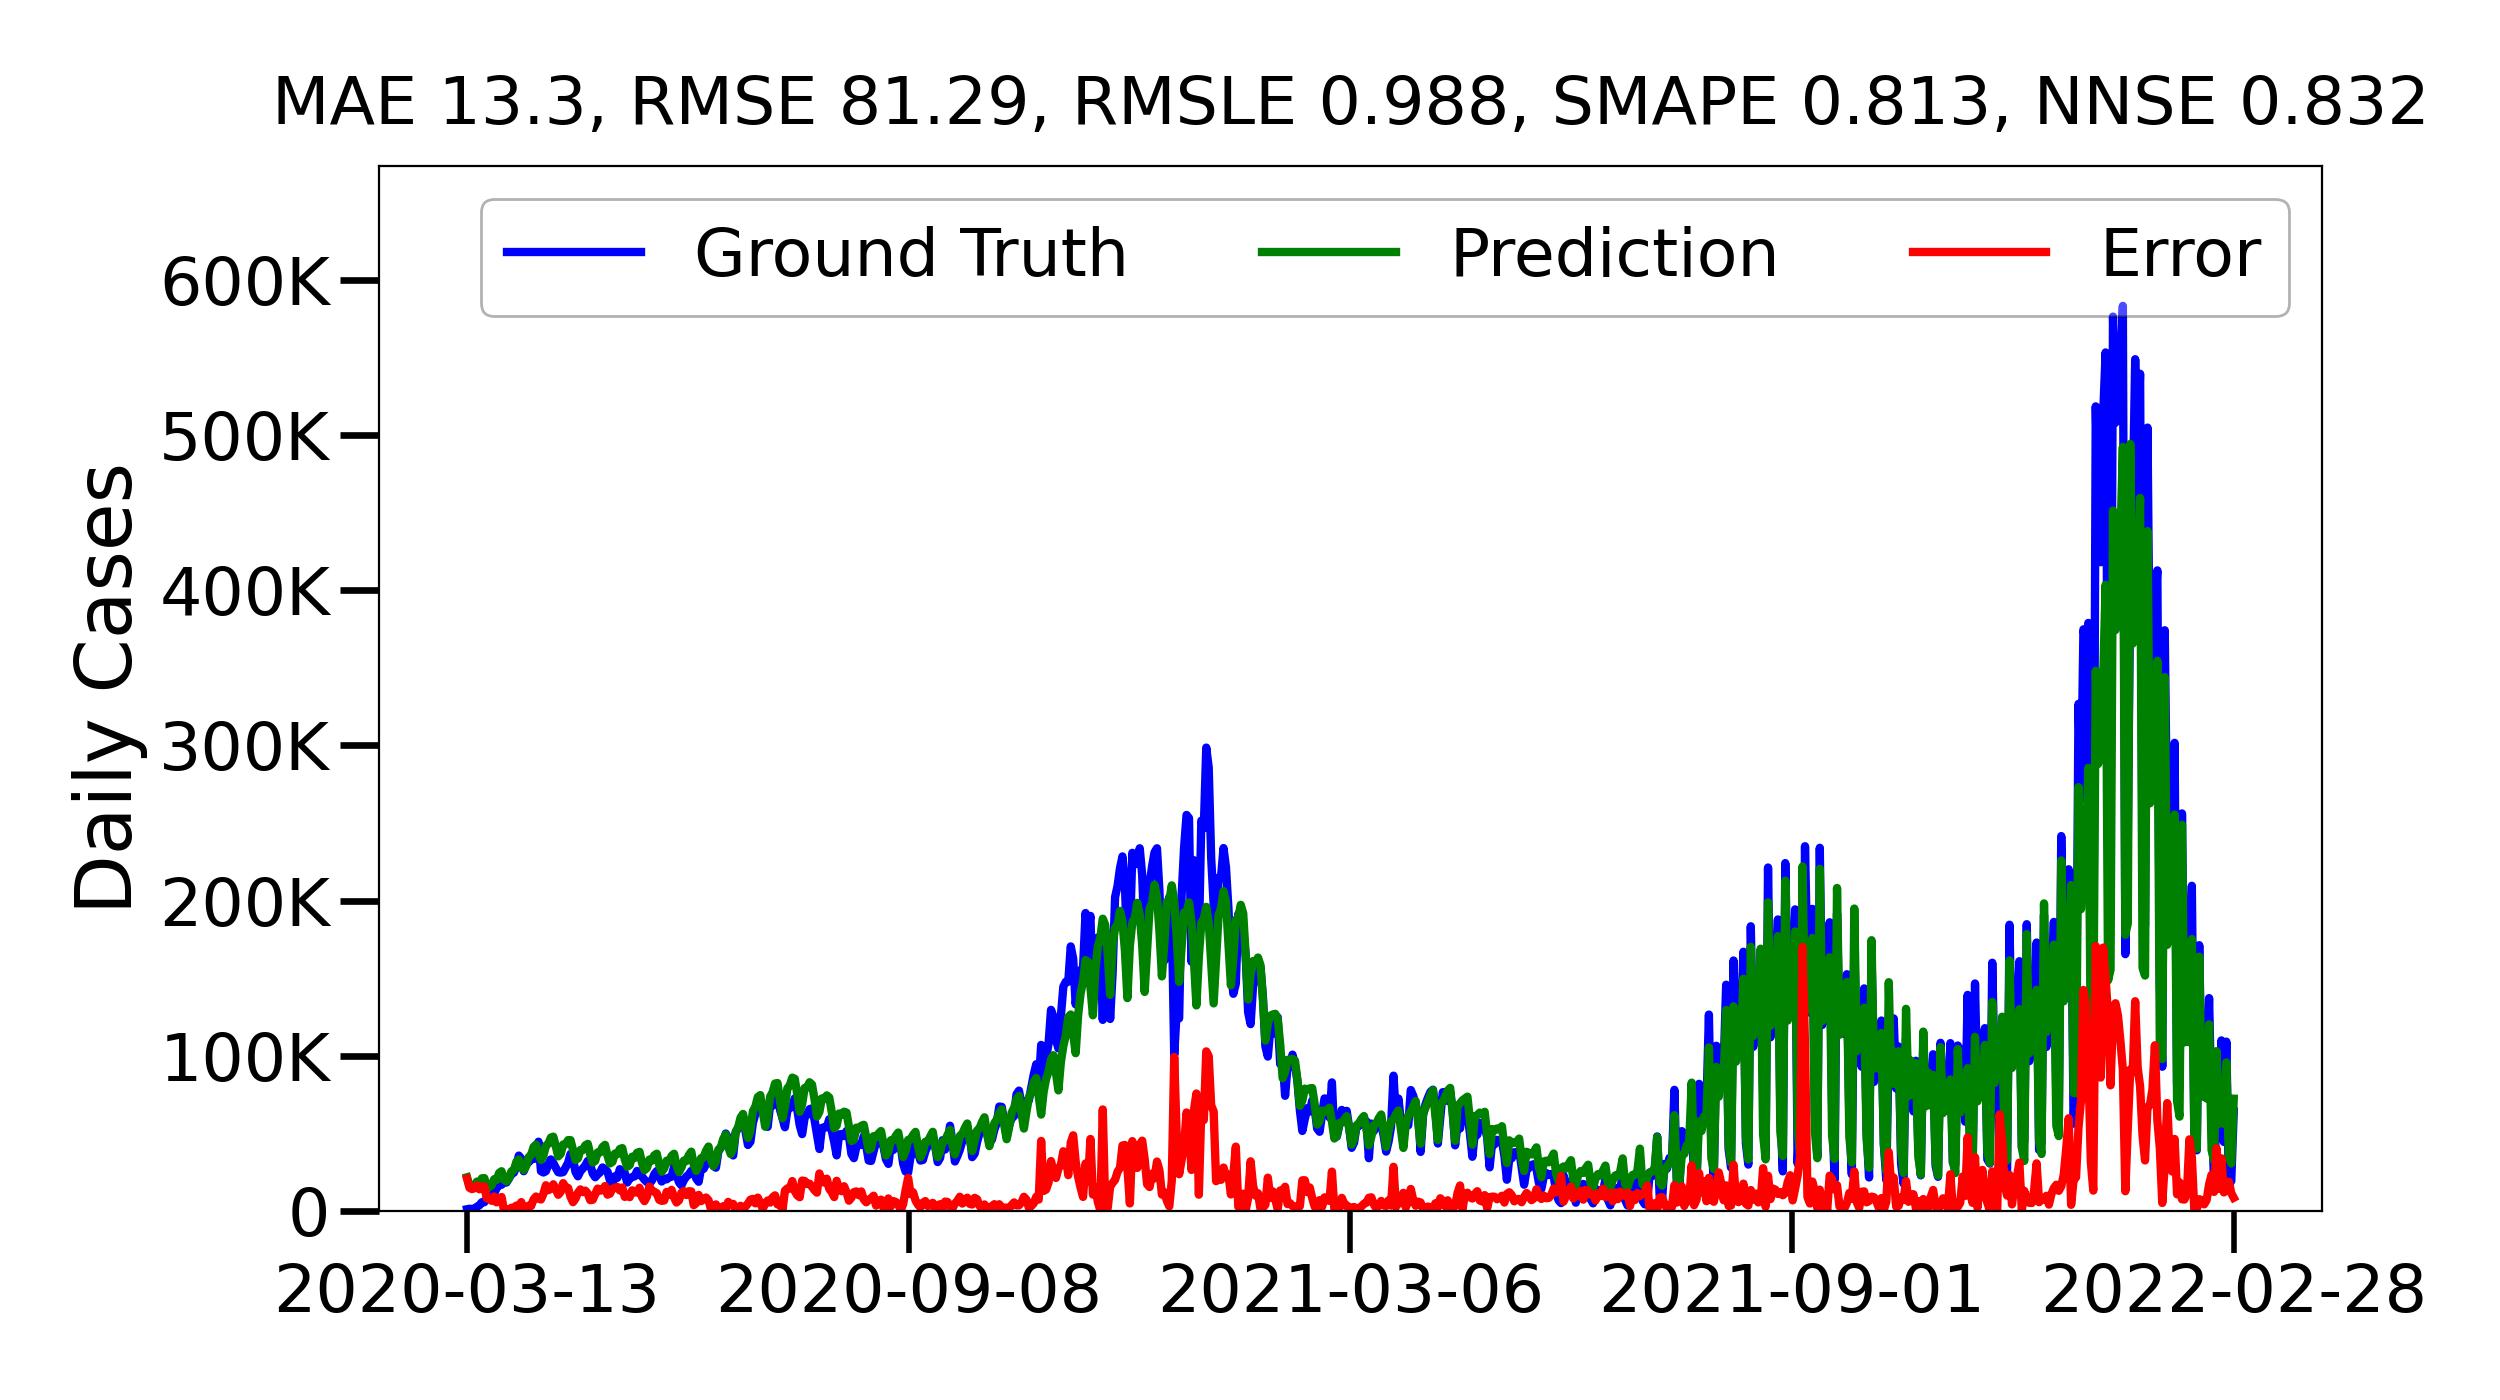 MAE 13.3, RMSE 81.29, RMSLE 0.988, SMAPE 0.813, NNSE 0.832
Ground Truth Prediction Error
Daily Cases
600K
500K
400K
300K
200K
100K
0
2020-03-13 2020-09-08 2021-03-06 2021-09-01 2022-02-28